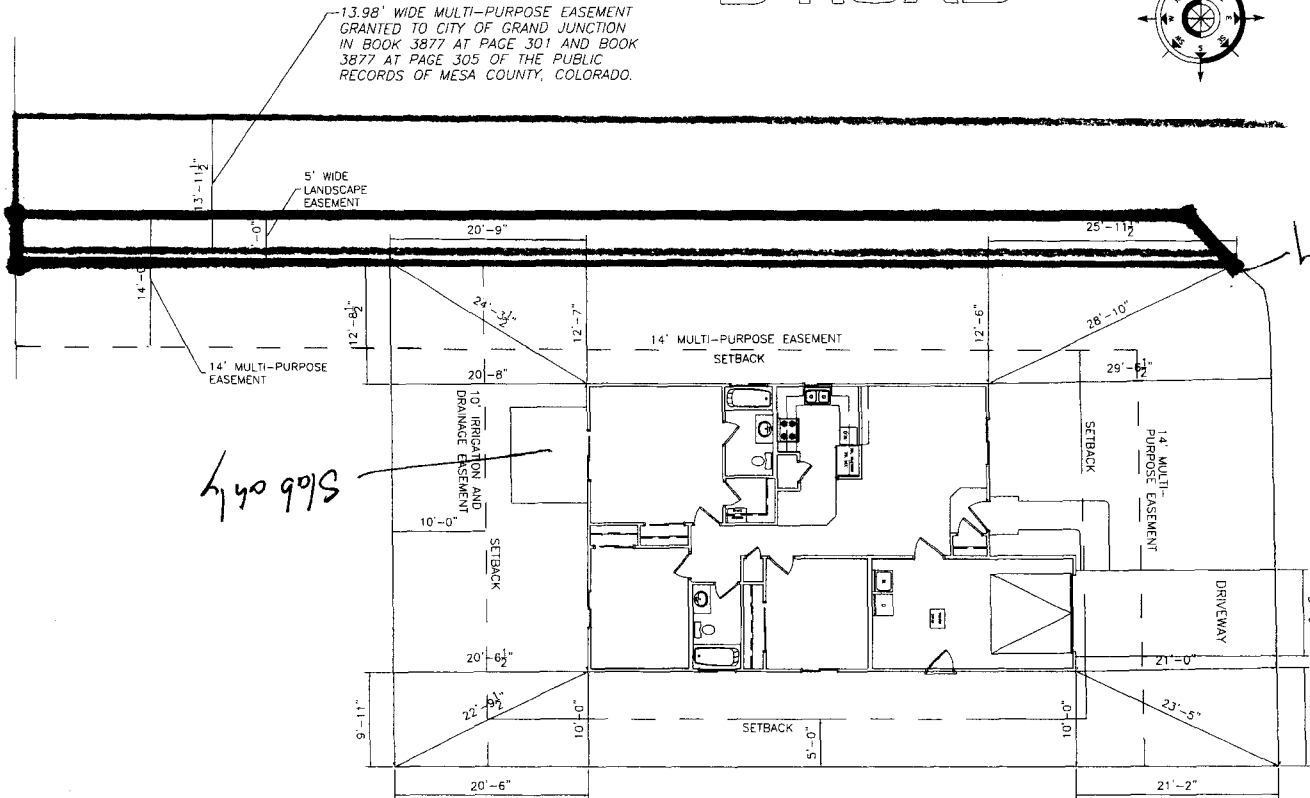 13.98' WIDE MULTI-PURPOSE EASEMENT
GRANTED TO CITY OF GRAND JUNCTION
IN BOOK 3877 AT PAGE 301 AND BOOK
3877 AT PAGE 305 OF THE PUBLIC
RECORDS OF MESA COUNTY, COLORADO.
13'-11½"
5' WIDE
LANDSCAPE
EASEMENT
20'-9"
25'-11½"
24'-3½"
12'-8½"
12'-7"
12'-6"
28'-10"
14' MULTI-PURPOSE EASEMENT
SETBACK
14' MULTI-PURPOSE
EASEMENT
20'-8"
29'-6½"
10' IRRIGATION AND
DRAINAGE EASEMENT
SETBACK
14' MULTI-
PURPOSE EASEMENT
Slab only
10'-0"
SETBACK
DRIVEWAY
20'-6½"
21'-0"
22'-9½"
9'-11"
10'-0"
SETBACK
5'-0"
10'-0"
23'-5"
20'-6"
21'-2"